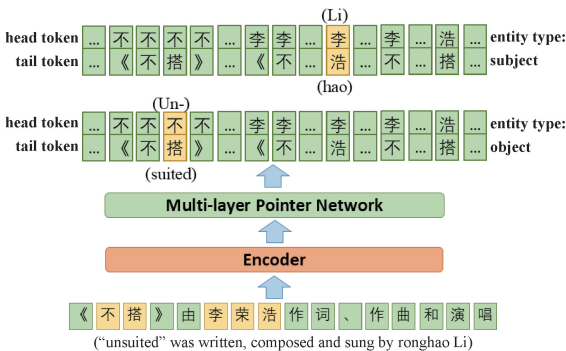 (Li)
head token ... 不 不 不 不 ... 李 李 李 李 ... 浩 ... entity type:
tail token ... 《 不 搭 》 ... 《 不 浩 ... 不 ... 搭 ... subject
(hao)
(Un-)
head token ... 不 不 不 不 ... 李 李 ... 李 ... 李 ... 浩 ... entity type:
tail token ... 《 不 搭 》 ... 《 不 ... 浩 ... 不 ... 搭 ... object
(suited)
Multi-layer Pointer Network
Encoder
《 不 搭 》 由 李 荣 浩 作 词 、 作 曲 和 演 唱
(“unsuited” was written, composed and sung by ronghao Li)